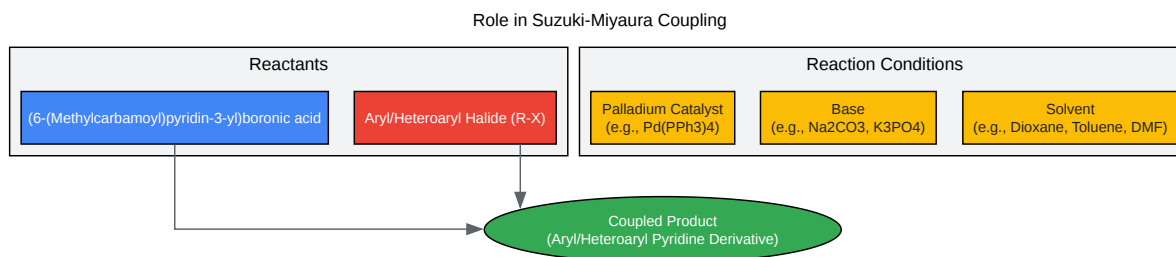 Role in Suzuki-Miyaura Coupling
Reactants
(6-(Methylcarbamoyl)pyridin-3-yl)boronic acid
Aryl/Heteroaryl Halide (R-X)
Reaction Conditions
Palladium Catalyst
(e.g., Pd(PPh3)4)
Base
(e.g., Na2CO3, K3PO4)
Solvent
(e.g., Dioxane, Toluene, DMF)
Coupled Product
(Aryl/Heteroaryl Pyridine Derivative)